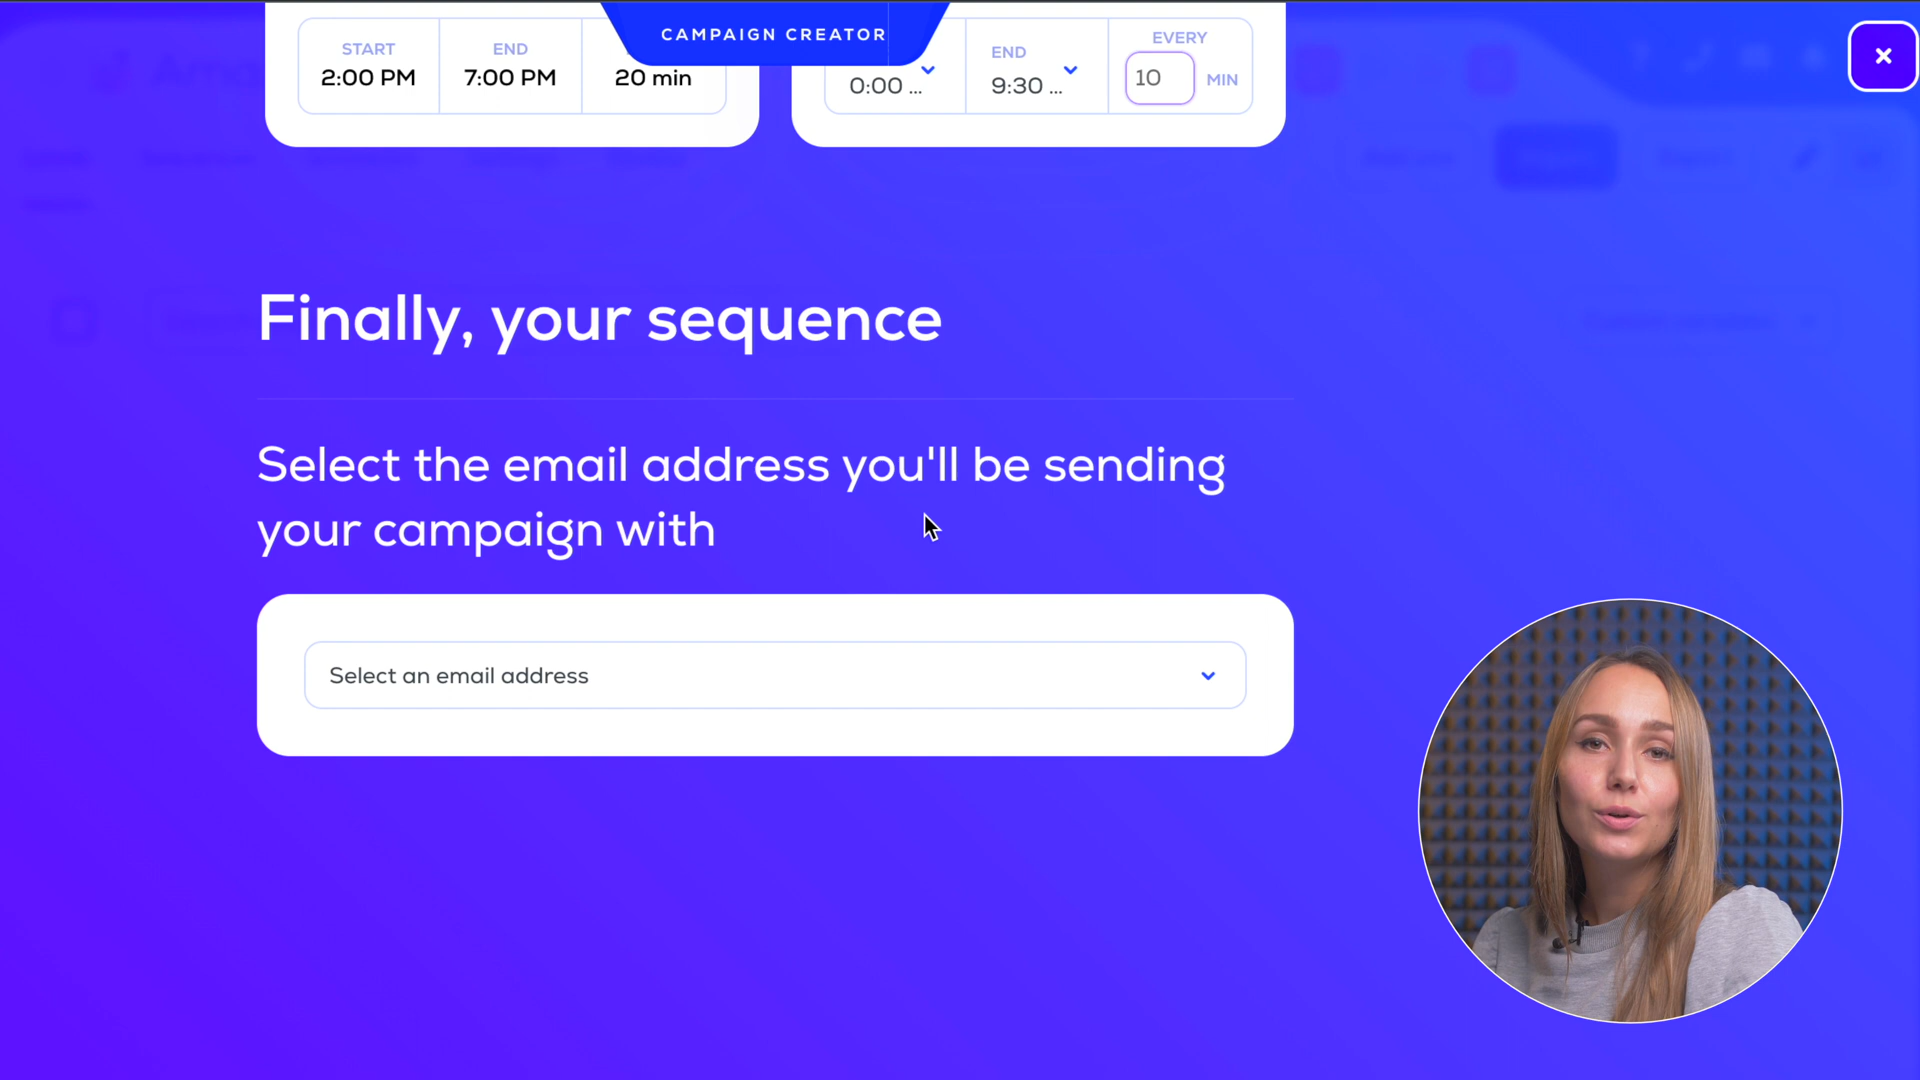 CAMPAIGN CREATOR
START
2:00 PM
END
7:00 PM
20 min
0:00 ...
END
9:30 ...
EVERY
10
MIN
Finally, your sequence
Select the email address you'll be sending
your campaign with
Select an email address